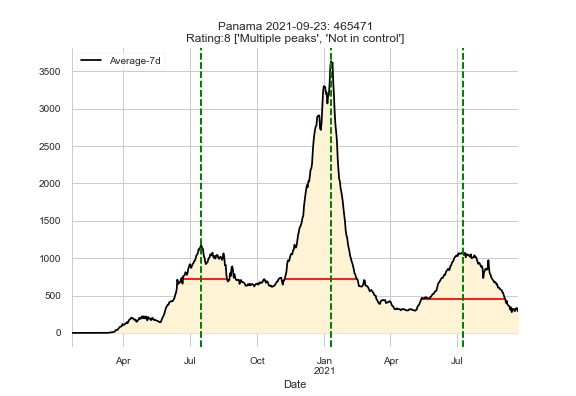 Panama 2021-09-23: 465471
Rating:8 ['Multiple peaks', 'Not in control']
Average-7d
3500
3000
2500
2000
1500
1000
500
0
Apr Jul Oct Jan Apr Jul
2021
Date